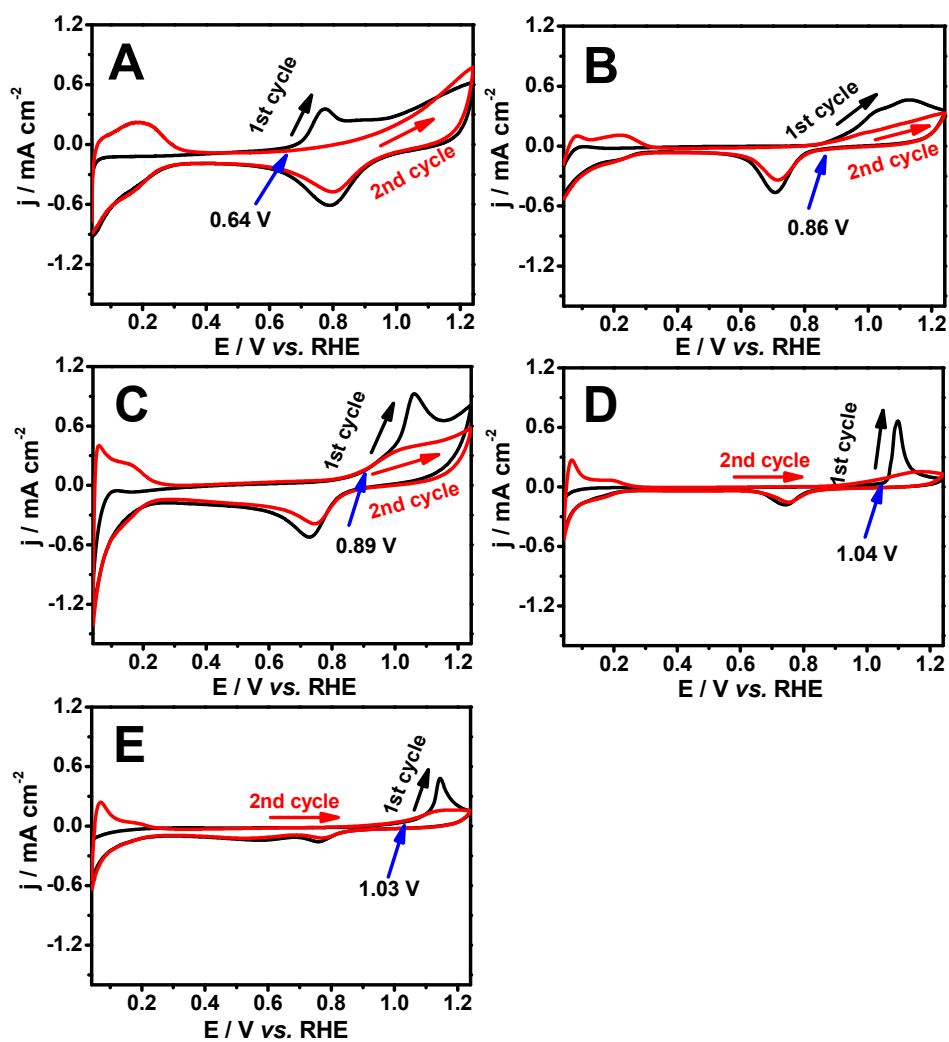 A
1.2
0.6
0.0
-0.6
-1.2
j / mA cm⁻²
1st cycle
2nd cycle
0.64 V
0.2 0.4 0.6 0.8 1.0 1.2
E / V vs. RHE
B
1.2
0.6
0.0
-0.6
-1.2
j / mA cm⁻²
1st cycle
2nd cycle
0.86 V
0.2 0.4 0.6 0.8 1.0 1.2
E / V vs. RHE
C
1.2
0.6
0.0
-0.6
-1.2
j / mA cm⁻²
1st cycle
2nd cycle
0.89 V
0.2 0.4 0.6 0.8 1.0 1.2
E / V vs. RHE
D
1.2
0.6
0.0
-0.6
-1.2
j / mA cm⁻²
1st cycle
2nd cycle
1.04 V
0.2 0.4 0.6 0.8 1.0 1.2
E / V vs. RHE
E
1.2
0.6
0.0
-0.6
-1.2
j / mA cm⁻²
1st cycle
2nd cycle
1.03 V
0.2 0.4 0.6 0.8 1.0 1.2
E / V vs. RHE